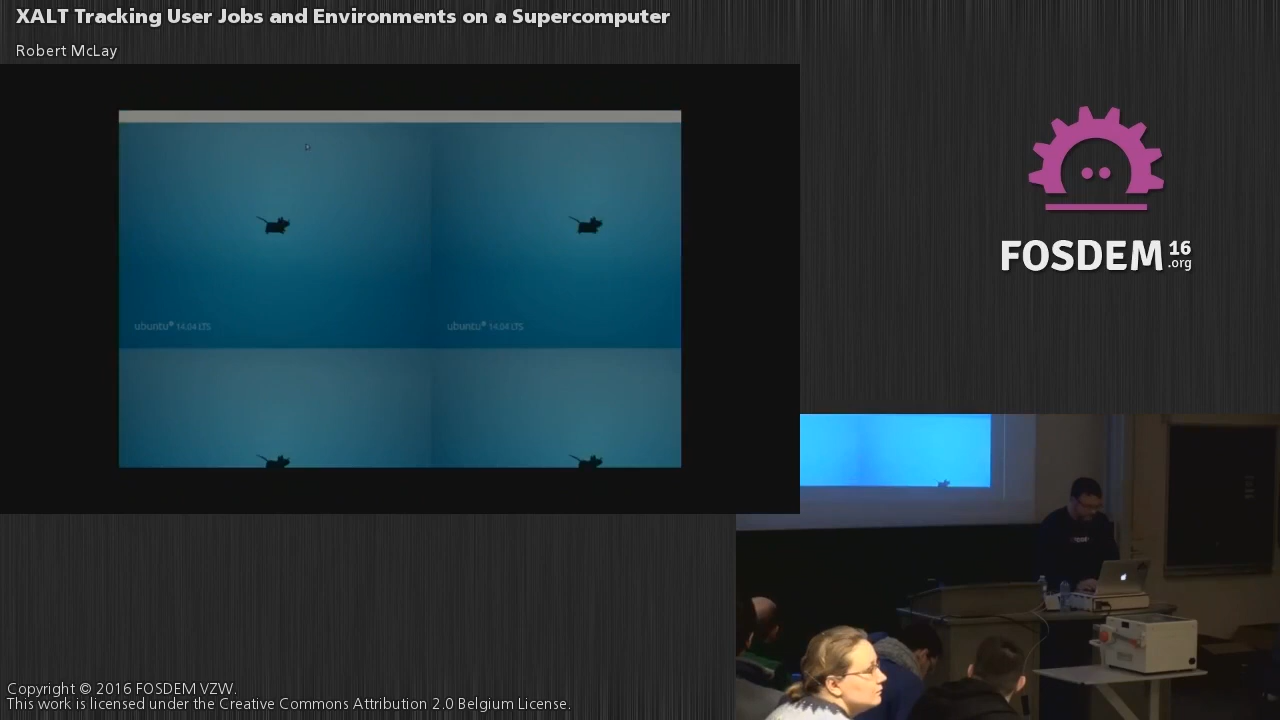 XALT Tracking User Jobs and Environments on a Supercomputer
Robert McLay
ubuntu® 14.04 LTS
ubuntu® 14.04 LTS
FOSDEM 16
.org
Copyright © 2016 FOSDEM VZW.
This work is licensed under the Creative Commons Attribution 2.0 Belgium License.